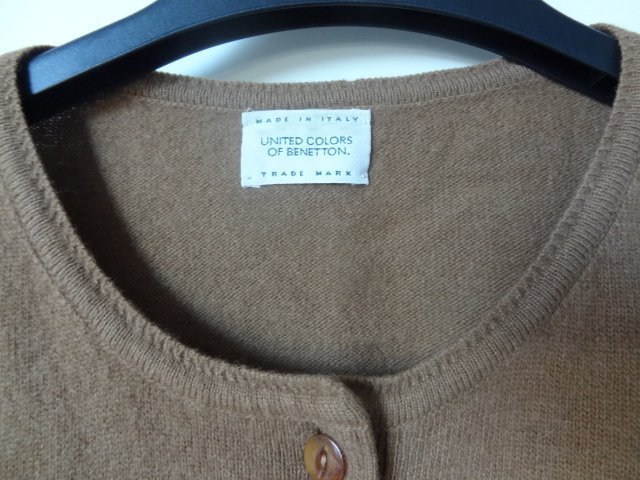 MADE IN ITALY
UNITED COLORS
OF BENETTON.
TRADE MARK